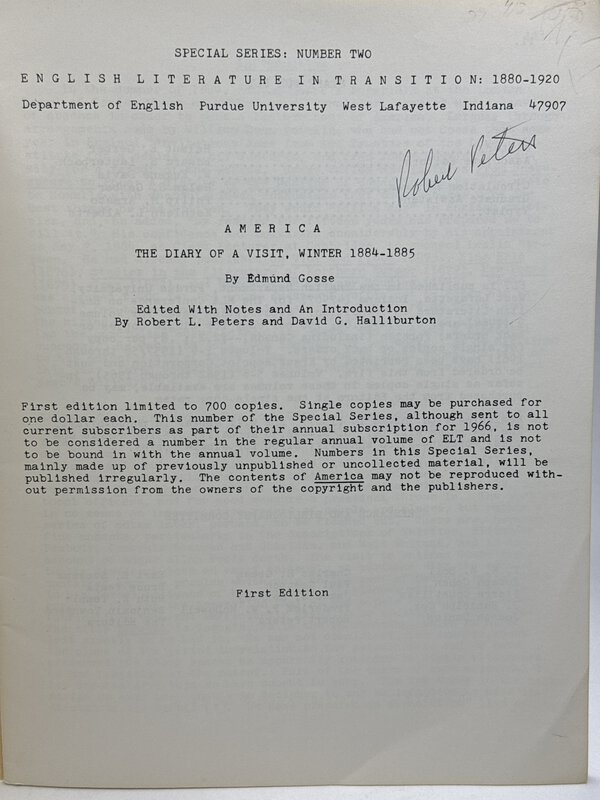 SPECIAL SERIES: NUMBER TWO
ENGLISH LITERATURE IN TRANSITION: 1880-1920
Department of English Purdue University West Lafayette Indiana 47907
Robert Peters
AMERICA
THE DIARY OF A VISIT, WINTER 1884-1885
By Edmund Gosse
Edited With Notes and An Introduction
By Robert L. Peters and David G. Halliburton
First edition limited to 700 copies. Single copies may be purchased for
one dollar each. This number of the Special Series, although sent to all
current subscribers as part of their annual subscription for 1966, is not
to be considered a number in the regular annual volume of ELT and is not
to be bound in with the annual volume. Numbers in this Special Series,
mainly made up of previously unpublished or uncollected material, will be
published irregularly. The contents of America may not be reproduced with-
out permission from the owners of the copyright and the publishers.
First Edition